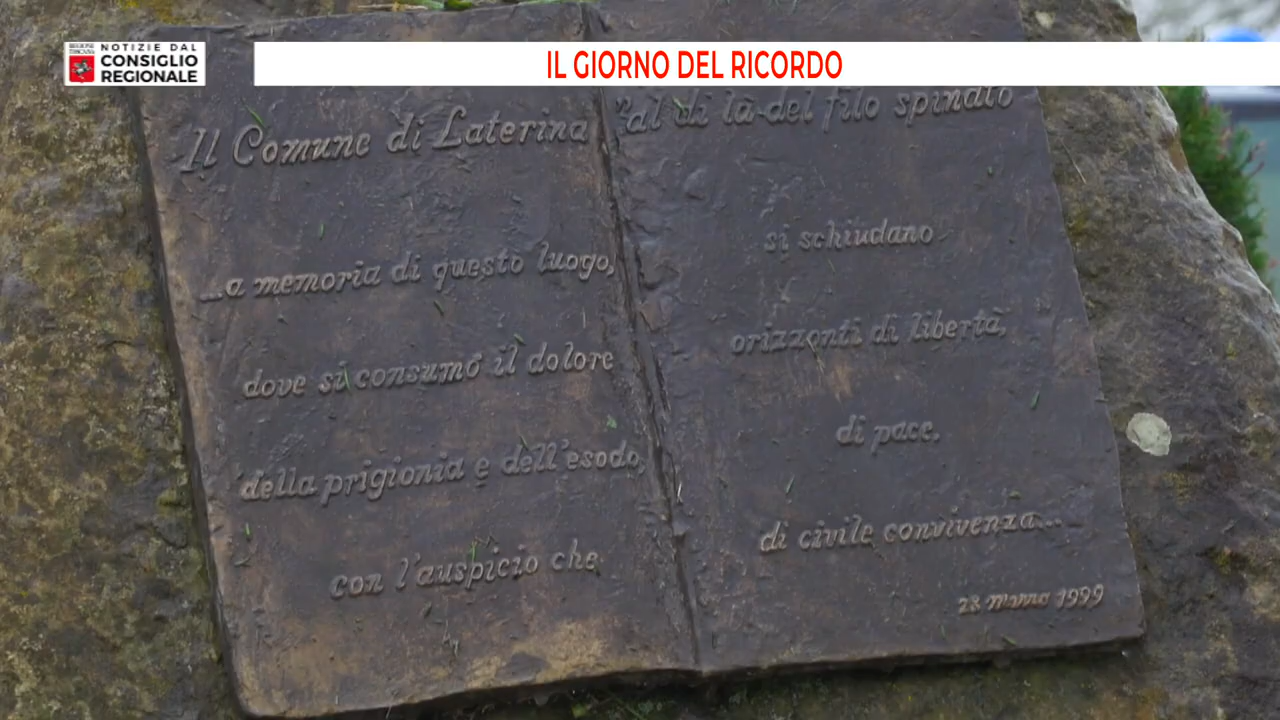 REGIONE
TOSCANA
NOTIZIE DAL
CONSIGLIO
REGIONALE
IL GIORNO DEL RICORDO
Il Comune di Laterina
...a memoria di questo luogo,
dove si consumò il dolore
della prigionia e dell'esodo,
con l'auspicio che
"al di là del filo spinato
si schiudano
orizzonti di libertà,
di pace,
di civile convivenza...
28 Marzo 1999